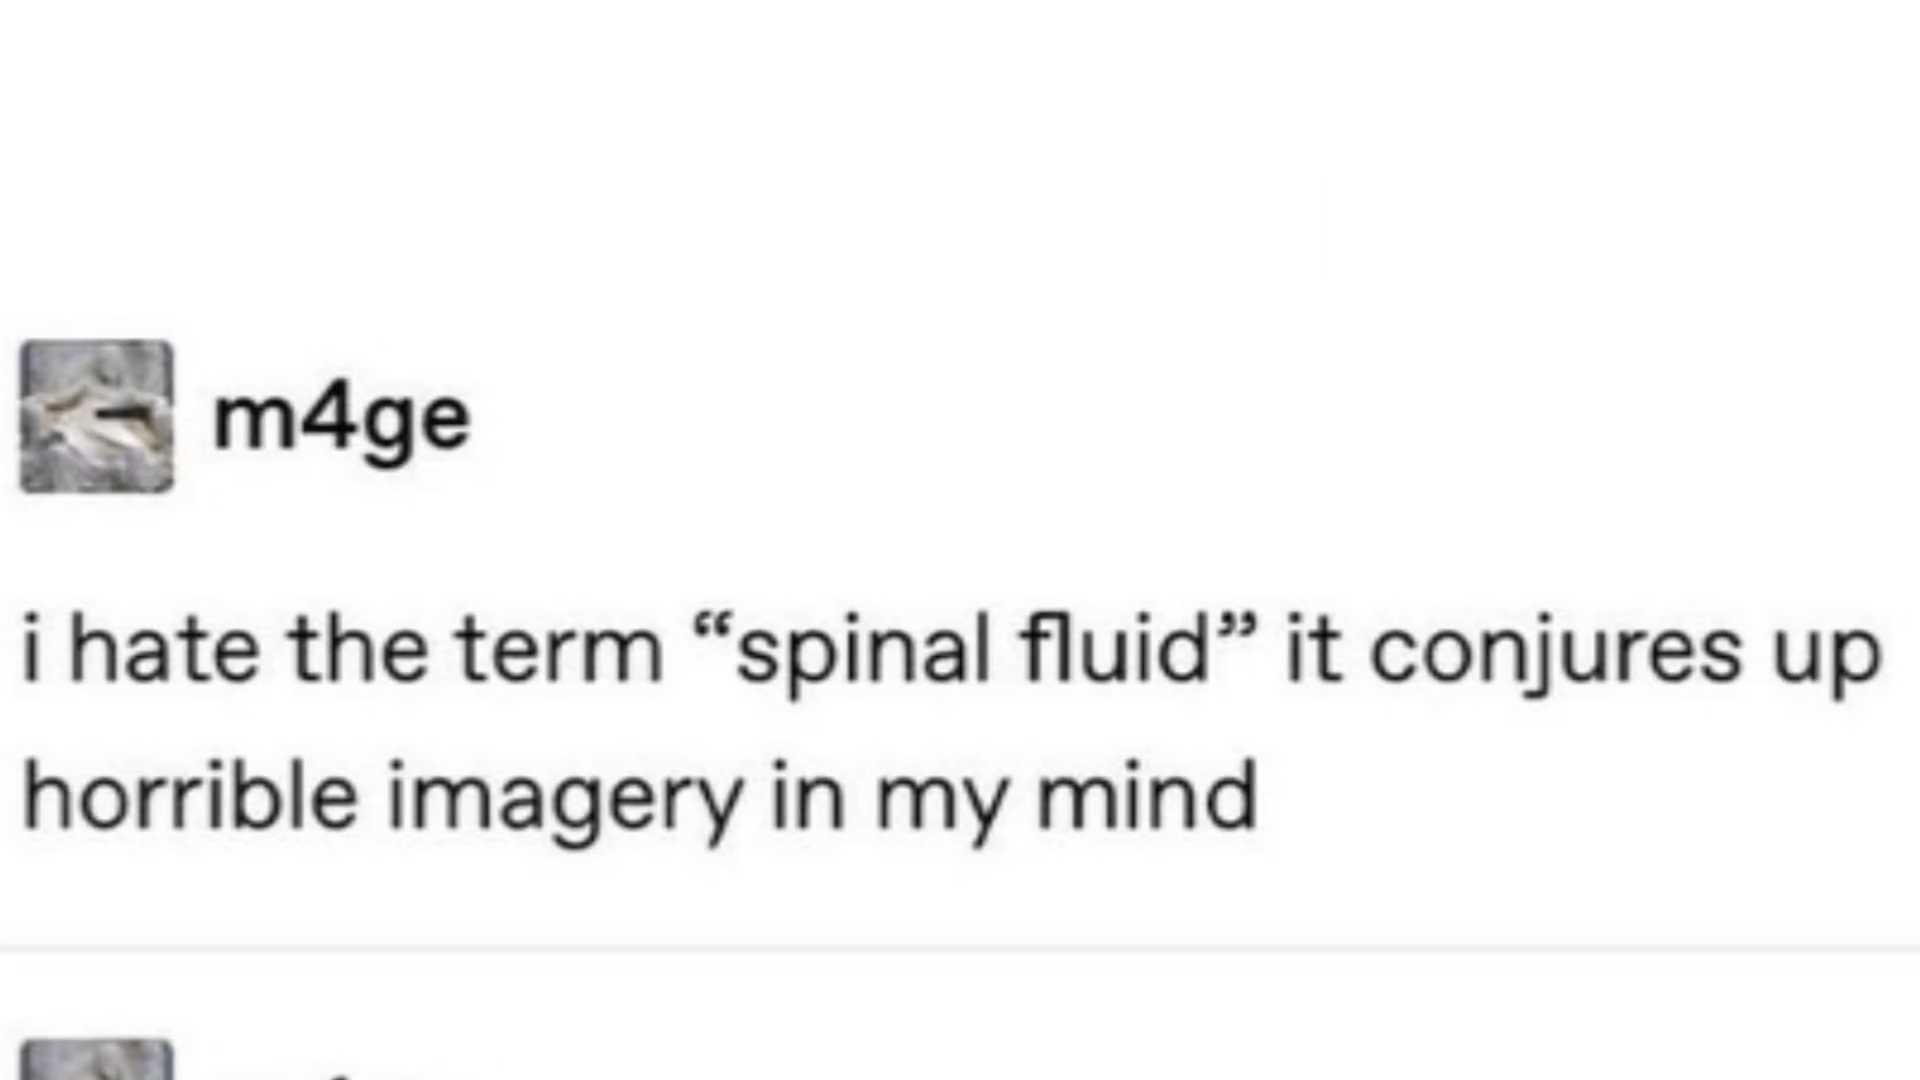 m4ge
i hate the term “spinal fluid” it conjures up
horrible imagery in my mind